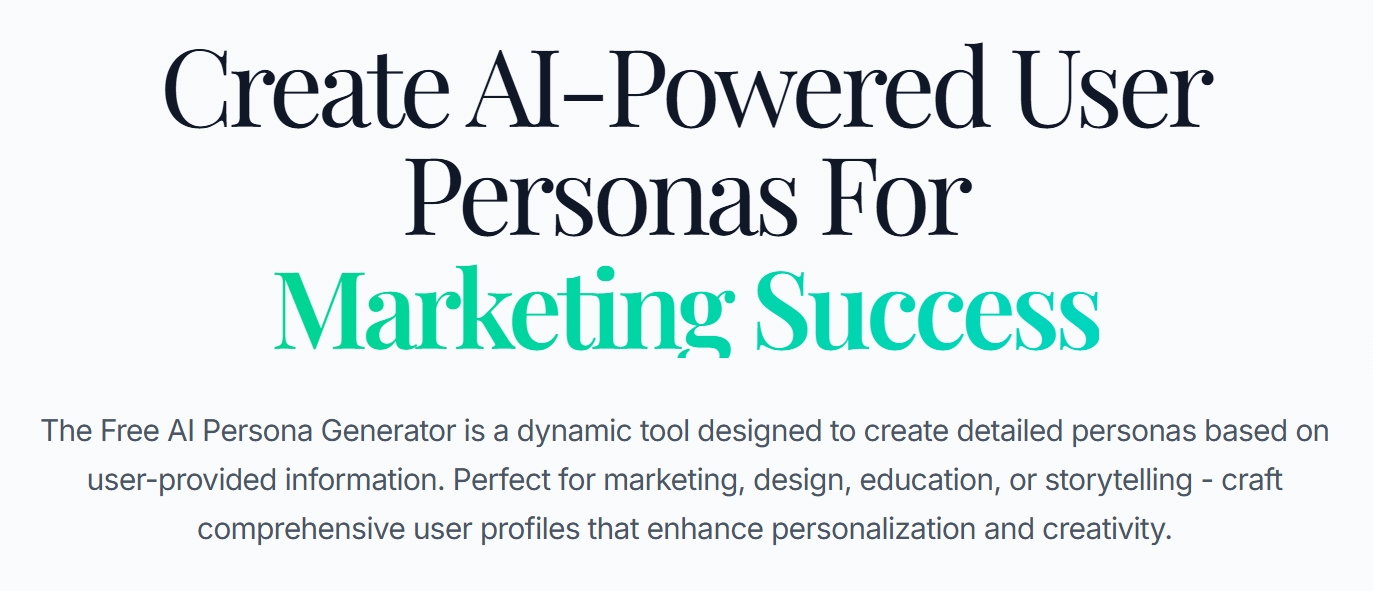 Create AI-Powered User
Personas For
Marketing Success
The Free AI Persona Generator is a dynamic tool designed to create detailed personas based on
user-provided information. Perfect for marketing, design, education, or storytelling - craft
comprehensive user profiles that enhance personalization and creativity.